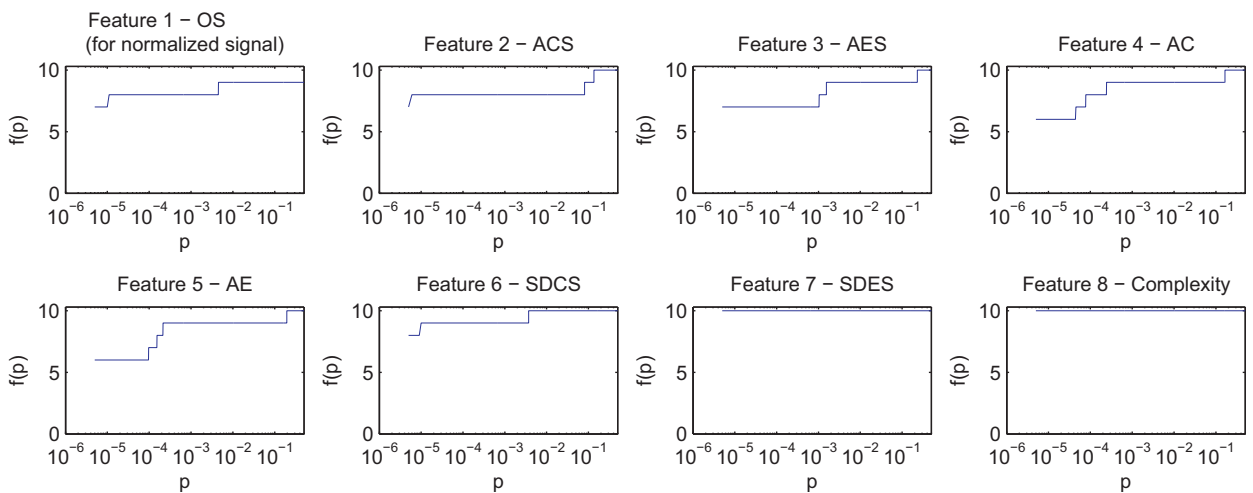 Feature 1 − OS
(for normalized signal)
Feature 2 − ACS
Feature 3 − AES
Feature 4 − AC
10
5
0
f(p)
10⁻⁶ 10⁻⁵ 10⁻⁴ 10⁻³ 10⁻² 10⁻¹
p
10
5
0
f(p)
10⁻⁶ 10⁻⁵ 10⁻⁴ 10⁻³ 10⁻² 10⁻¹
p
10
5
0
f(p)
10⁻⁶ 10⁻⁵ 10⁻⁴ 10⁻³ 10⁻² 10⁻¹
p
10
5
0
f(p)
10⁻⁶ 10⁻⁵ 10⁻⁴ 10⁻³ 10⁻² 10⁻¹
p
Feature 5 − AE
Feature 6 − SDCS
Feature 7 − SDES
Feature 8 − Complexity
10
5
0
f(p)
10⁻⁶ 10⁻⁵ 10⁻⁴ 10⁻³ 10⁻² 10⁻¹
p
10
5
0
f(p)
10⁻⁶ 10⁻⁵ 10⁻⁴ 10⁻³ 10⁻² 10⁻¹
p
10
5
0
f(p)
10⁻⁶ 10⁻⁵ 10⁻⁴ 10⁻³ 10⁻² 10⁻¹
p
10
5
0
f(p)
10⁻⁶ 10⁻⁵ 10⁻⁴ 10⁻³ 10⁻² 10⁻¹
p